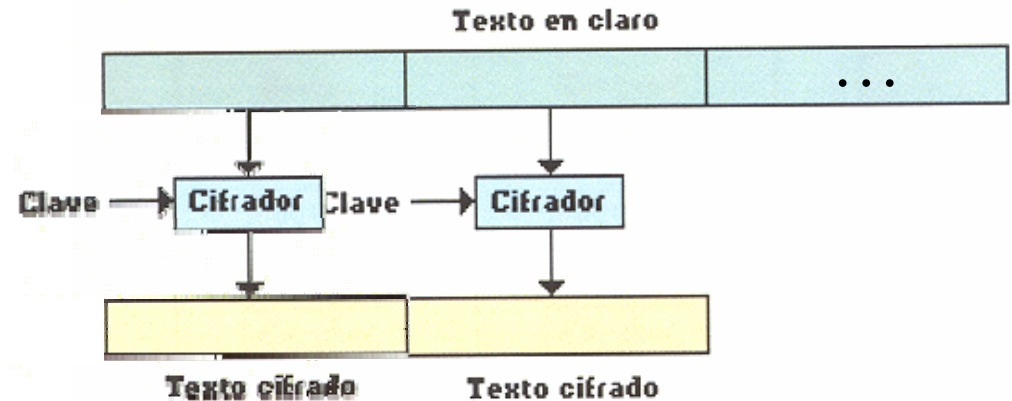 Texto en claro
...
Clave Cifrador Clave Cifrador
Texto cifrado Texto cifrado